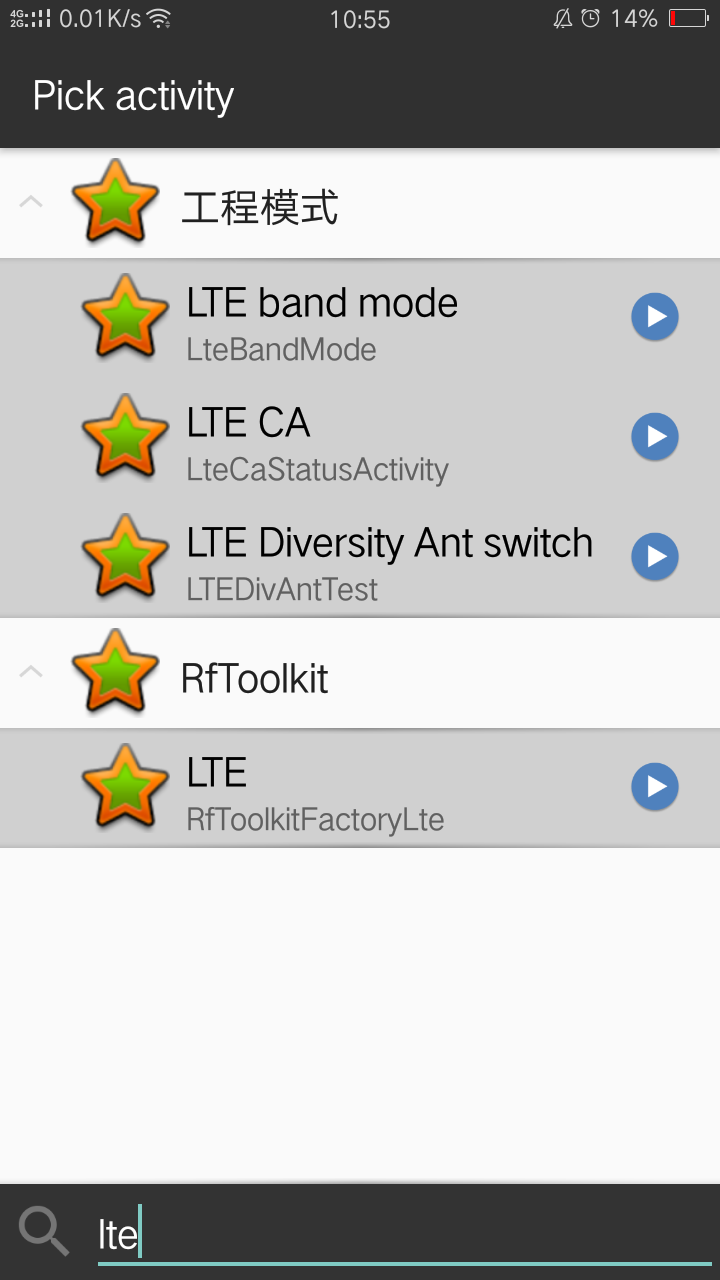 4G 2G 0.01K/s 10:55 14%
Pick activity
工程模式
LTE band mode
LteBandMode
LTE CA
LteCaStatusActivity
LTE Diversity Ant switch
LTEDivAntTest
RfToolkit
LTE
RfToolkitFactoryLte
lte